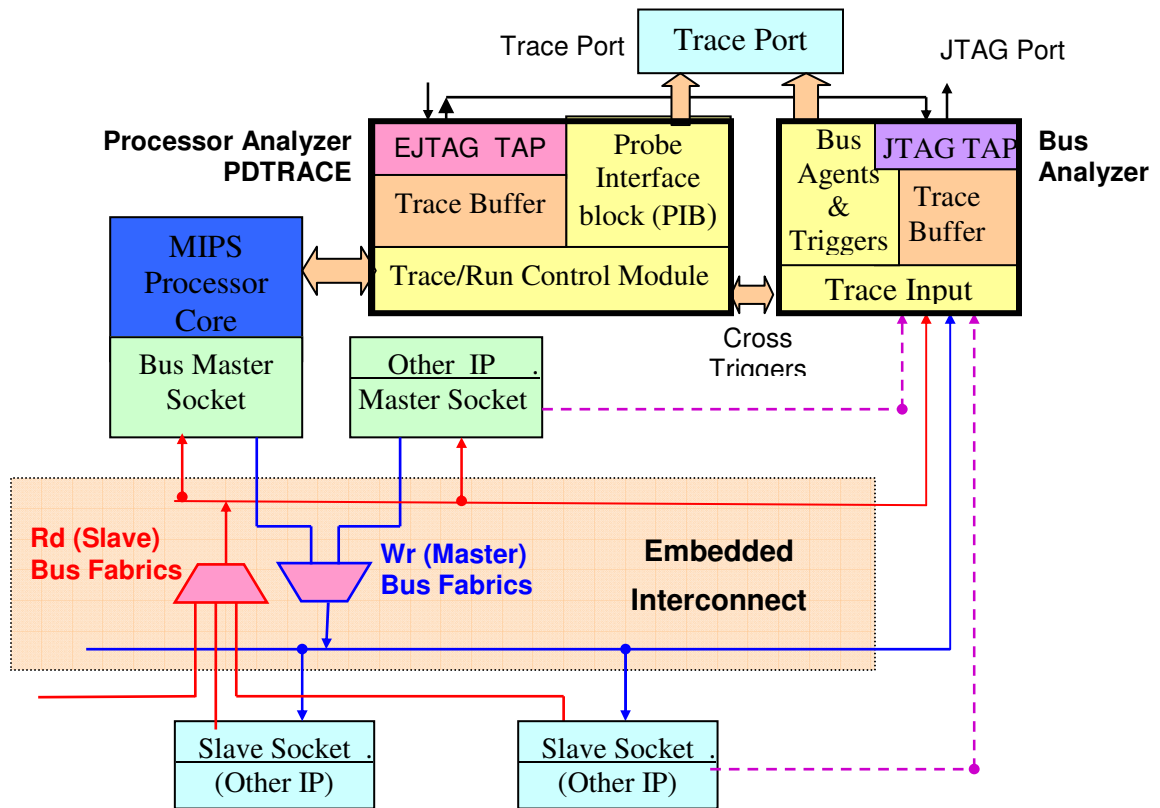 Trace Port
Trace Port
JTAG Port
Processor Analyzer
PDTRACE
EJTAG TAP
Trace Buffer
Probe
Interface
block (PIB)
Trace/Run Control Module
Bus
Agents
&
Triggers
JTAG TAP
Trace
Buffer
Trace Input
Bus
Analyzer
MIPS
Processor
Core
Bus Master
Socket
Other IP .
Master Socket
Cross
Triggers
Rd (Slave)
Bus Fabrics
Wr (Master)
Bus Fabrics
Embedded
Interconnect
Slave Socket .
(Other IP)
Slave Socket .
(Other IP)